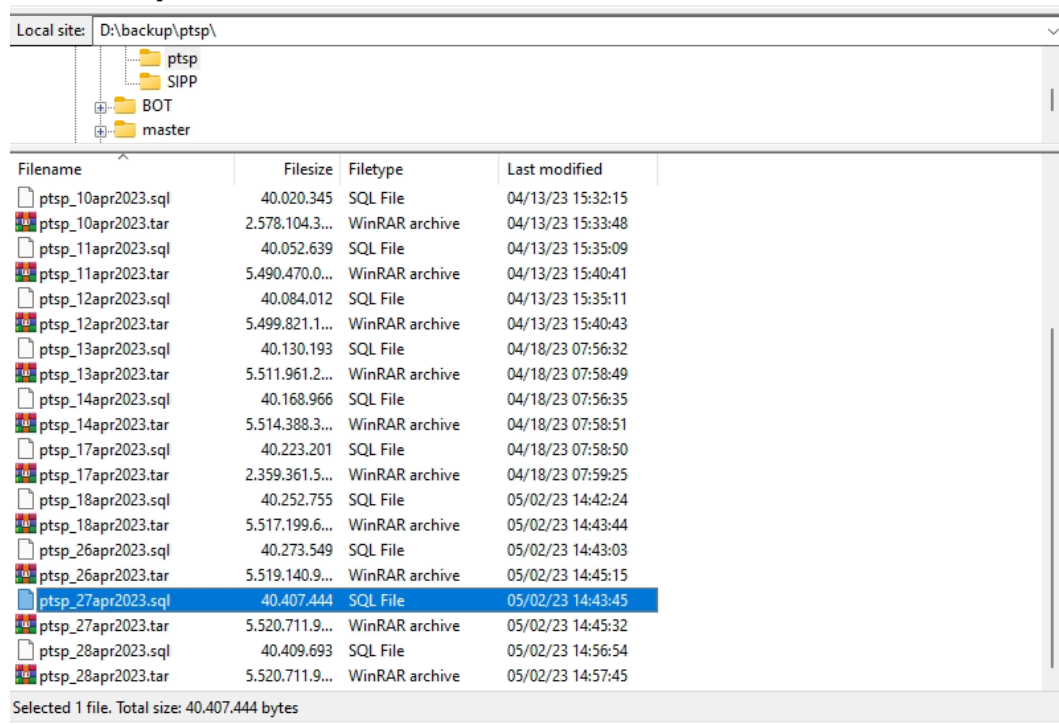 Local site: D:\backup\ptsp\
ptsp
SIPP
BOT
master
Filename Filesize Filetype Last modified
ptsp_10apr2023.sql 40.020.345 SQL File 04/13/23 15:32:15
ptsp_10apr2023.tar 2.578.104.3... WinRAR archive 04/13/23 15:33:48
ptsp_11apr2023.sql 40.052.639 SQL File 04/13/23 15:35:09
ptsp_11apr2023.tar 5.490.470.0... WinRAR archive 04/13/23 15:40:41
ptsp_12apr2023.sql 40.084.012 SQL File 04/13/23 15:35:11
ptsp_12apr2023.tar 5.499.821.1... WinRAR archive 04/13/23 15:40:43
ptsp_13apr2023.sql 40.130.193 SQL File 04/18/23 07:56:32
ptsp_13apr2023.tar 5.511.961.2... WinRAR archive 04/18/23 07:58:49
ptsp_14apr2023.sql 40.168.966 SQL File 04/18/23 07:56:35
ptsp_14apr2023.tar 5.514.388.3... WinRAR archive 04/18/23 07:58:51
ptsp_17apr2023.sql 40.223.201 SQL File 04/18/23 07:58:50
ptsp_17apr2023.tar 2.359.361.5... WinRAR archive 04/18/23 07:59:25
ptsp_18apr2023.sql 40.252.755 SQL File 05/02/23 14:42:24
ptsp_18apr2023.tar 5.517.199.6... WinRAR archive 05/02/23 14:43:44
ptsp_26apr2023.sql 40.273.549 SQL File 05/02/23 14:43:03
ptsp_26apr2023.tar 5.519.140.9... WinRAR archive 05/02/23 14:45:15
ptsp_27apr2023.sql 40.407.444 SQL File 05/02/23 14:43:45
ptsp_27apr2023.tar 5.520.711.9... WinRAR archive 05/02/23 14:45:32
ptsp_28apr2023.sql 40.409.693 SQL File 05/02/23 14:56:54
ptsp_28apr2023.tar 5.520.711.9... WinRAR archive 05/02/23 14:57:45
Selected 1 file. Total size: 40.407.444 bytes